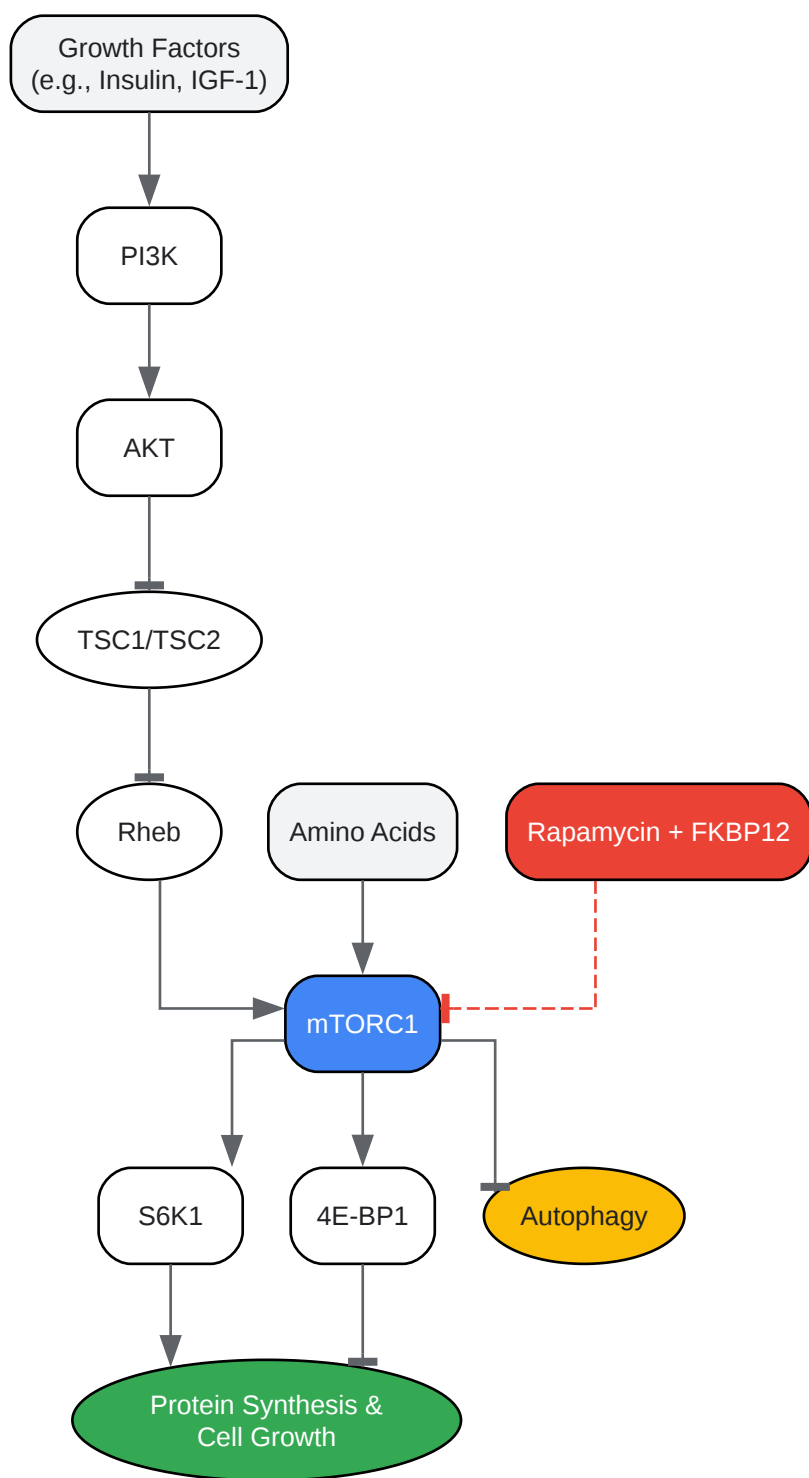 Growth Factors
(e.g., Insulin, IGF-1)
PI3K
AKT
TSC1/TSC2
Rheb
Amino Acids
Rapamycin + FKBP12
mTORC1
S6K1
4E-BP1
Autophagy
Protein Synthesis &
Cell Growth